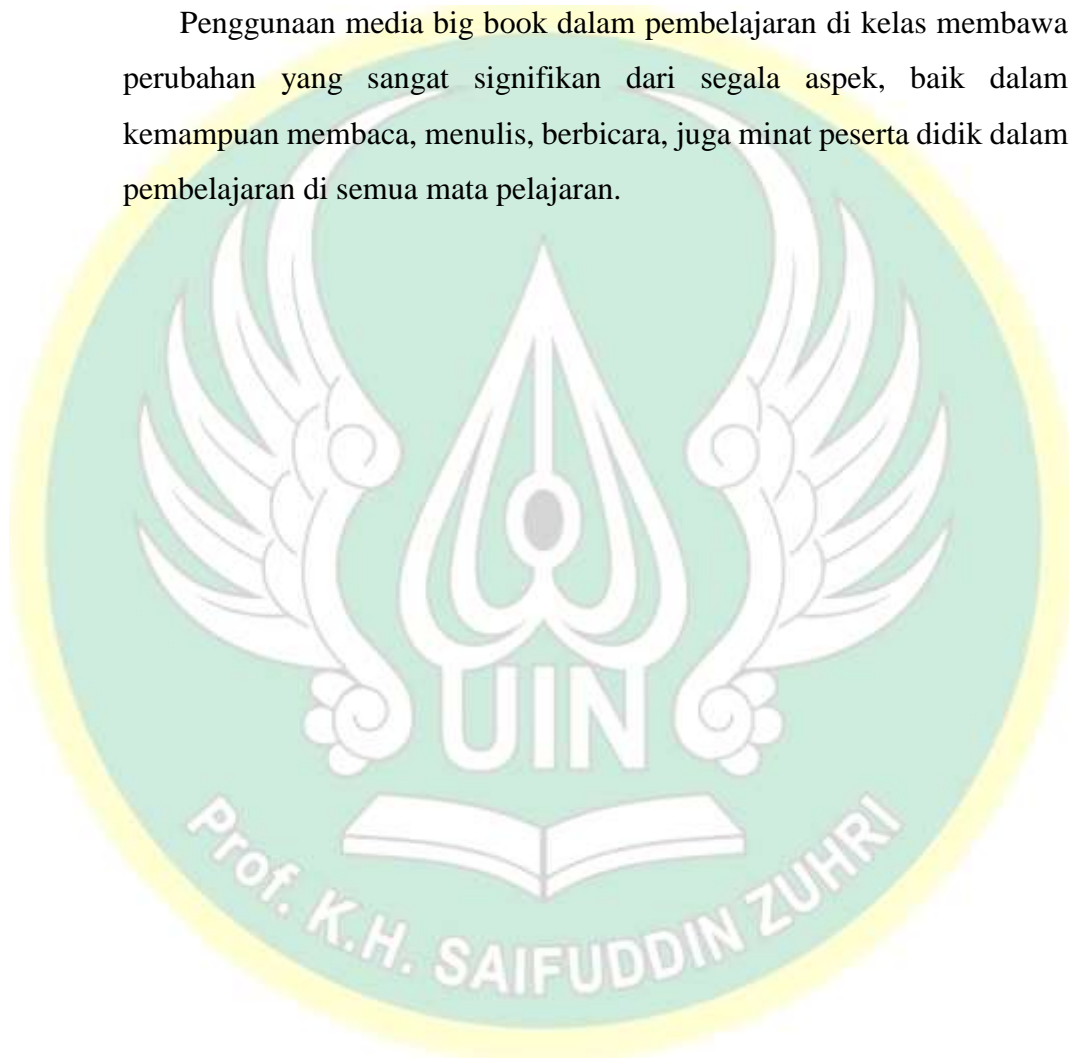 Penggunaan media big book dalam pembelajaran di kelas membawa
perubahan yang sangat signifikan dari segala aspek, baik dalam
kemampuan membaca, menulis, berbicara, juga minat peserta didik dalam
pembelajaran di semua mata pelajaran.
UIN
Prof. K.H. SAIFUDDIN ZUHRI